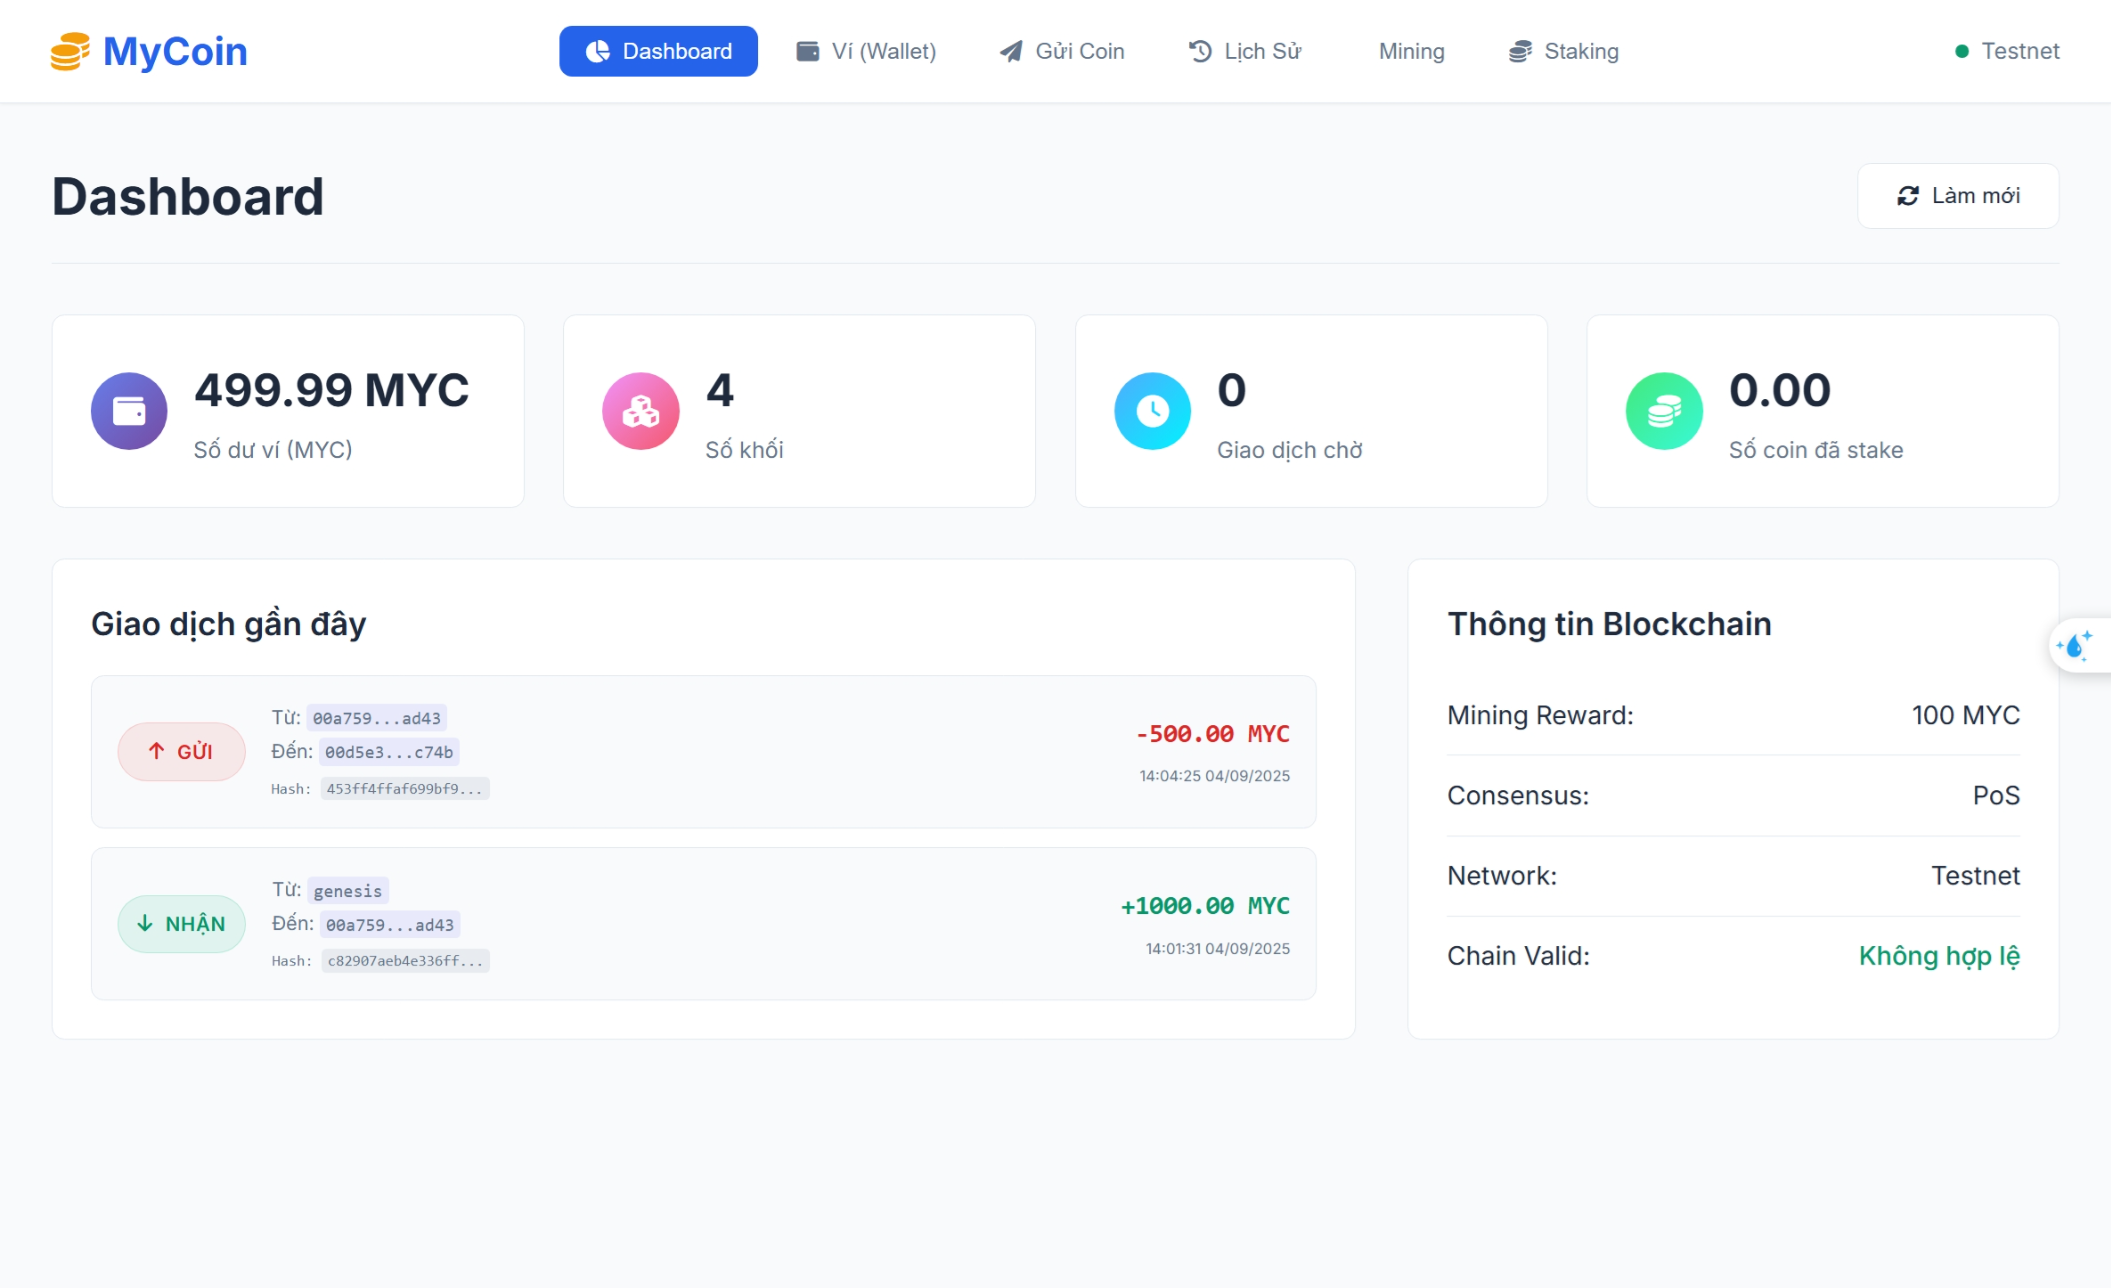 MyCoin
Dashboard
Ví (Wallet)
Gửi Coin
Lịch Sử
Mining
Staking
Testnet
Dashboard
Làm mới
499.99 MYC
Số dư ví (MYC)
4
Số khối
0
Giao dịch chờ
0.00
Số coin đã stake
Giao dịch gần đây
GỬI
Từ: 00a759...ad43
Đến: 00d5e3...c74b
Hash: 453ff4ffaf699bf9...
-500.00 MYC
14:04:25 04/09/2025
NHẬN
Từ: genesis
Đến: 00a759...ad43
Hash: c82907aeb4e336ff...
+1000.00 MYC
14:01:31 04/09/2025
Thông tin Blockchain
Mining Reward: 100 MYC
Consensus: PoS
Network: Testnet
Chain Valid: Không hợp lệ